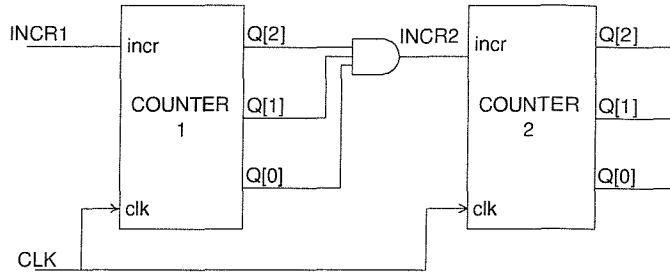 INCR1
incr
COUNTER
1
clk
CLK
Q[2]
Q[1]
Q[0]
INCR2
incr
COUNTER
2
clk
Q[2]
Q[1]
Q[0]